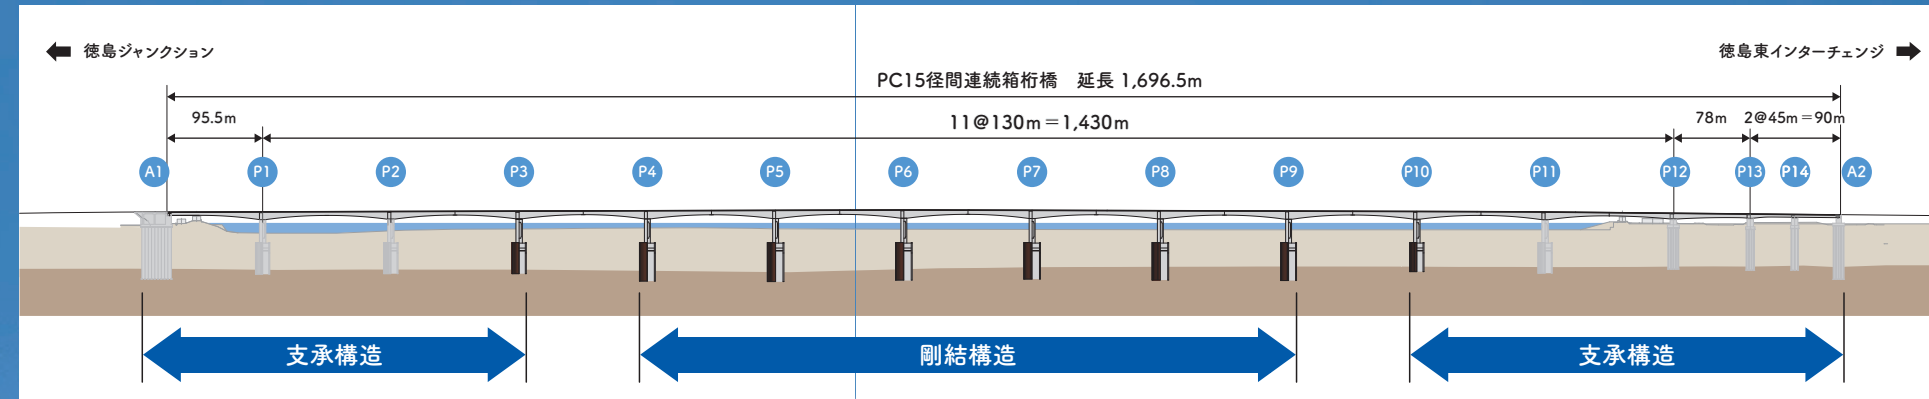 徳島ジャンクション
徳島東インターチェンジ
PC15径間連続箱桁橋 延長 1,696.5m
95.5m
11@130m=1,430m
78m
2@45m=90m
A1
P1
P2
P3
P4
P5
P6
P7
P8
P9
P10
P11
P12
P13
P14
A2
支承構造
剛結構造
支承構造